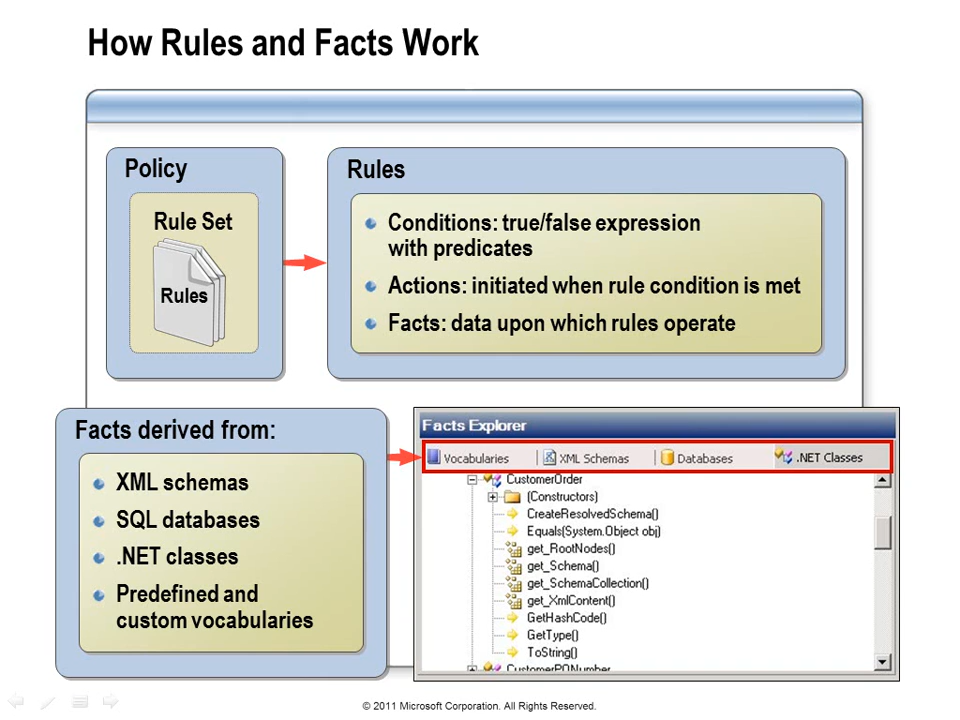 How Rules and Facts Work
Policy
Rule Set
Rules
Rules
Conditions: true/false expression
with predicates
Actions: initiated when rule condition is met
Facts: data upon which rules operate
Facts derived from:
XML schemas
SQL databases
.NET classes
Predefined and
custom vocabularies
Facts Explorer
Vocabularies XML Schemas Databases .NET Classes
CustomerOrder
(Constructors)
CreateResolvedSchema()
Equals(System.Object obj)
get_RootNodes()
get_Schema()
get_SchemaCollection()
get_XmlContent()
GetHashCode()
GetType()
ToString()
CustomerPONumber
© 2011 Microsoft Corporation. All Rights Reserved.